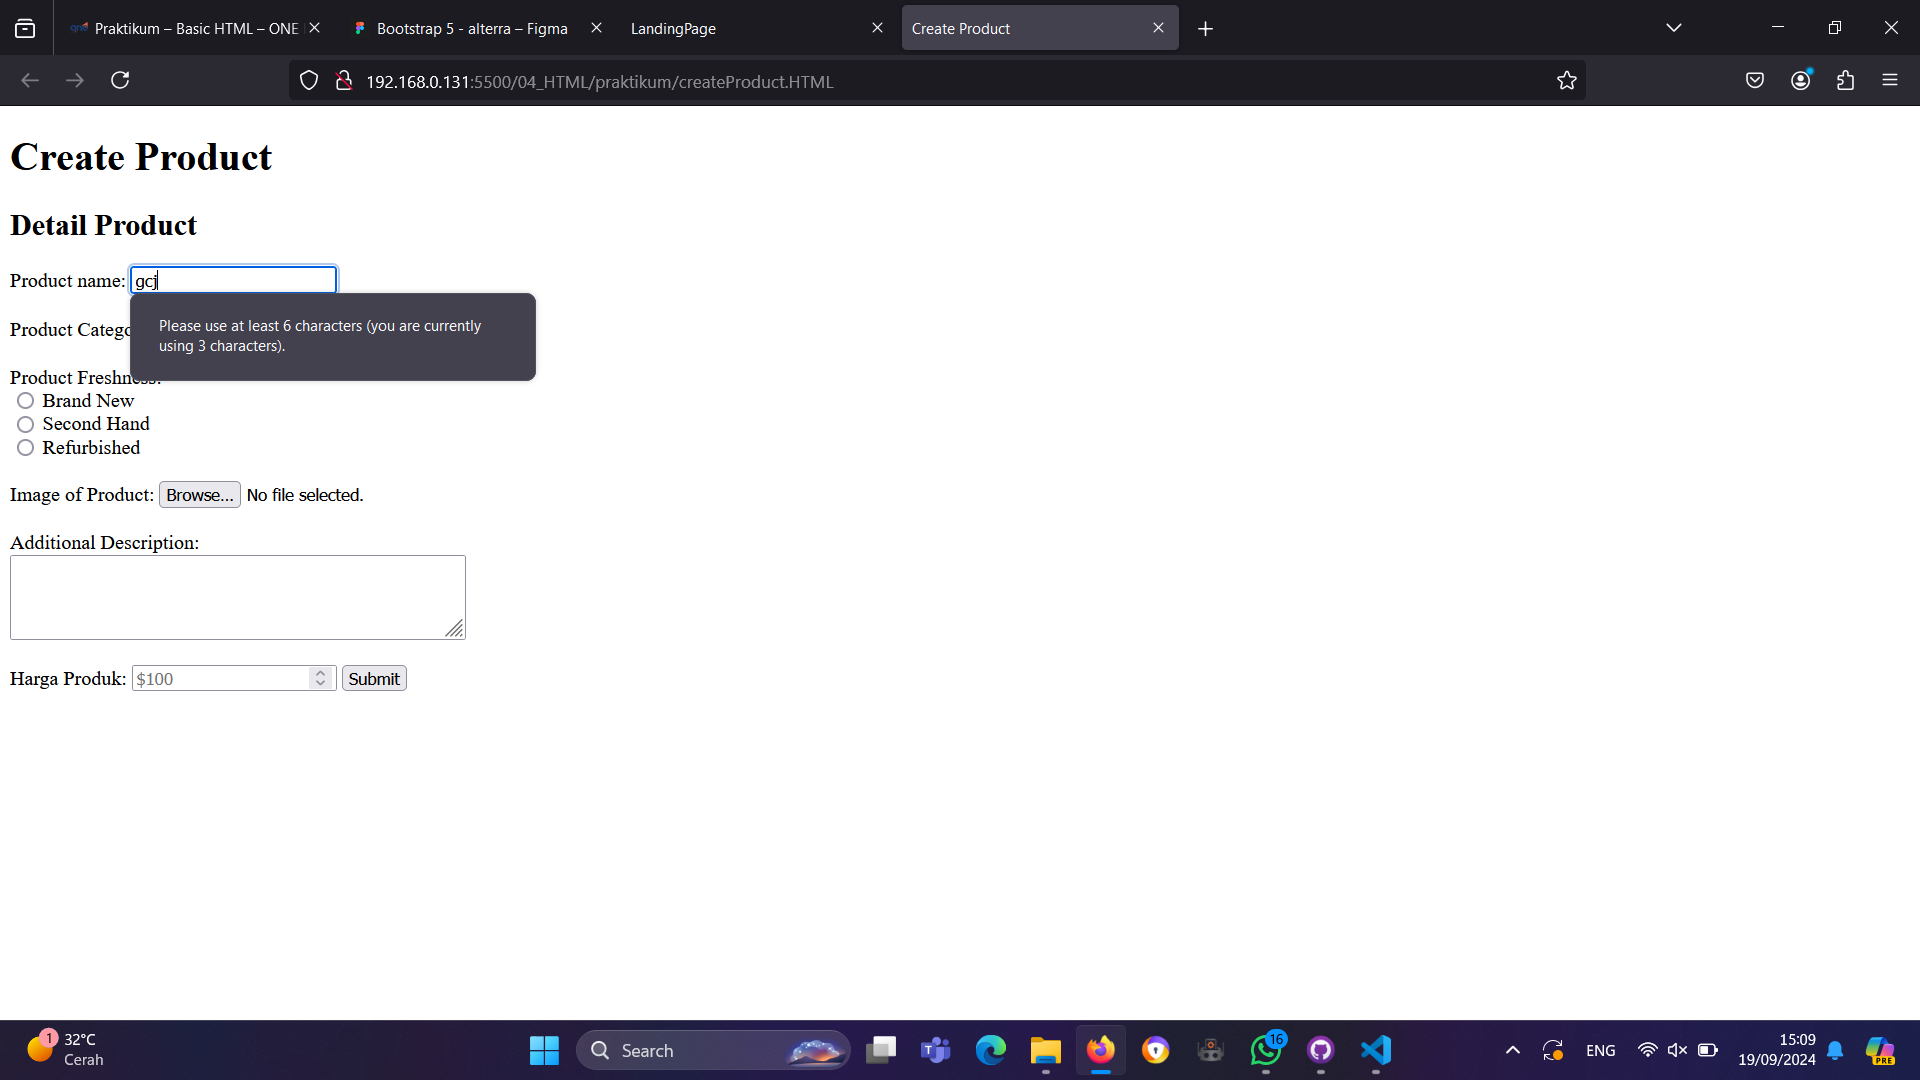 Praktikum – Basic HTML – ONE
Bootstrap 5 - alterra – Figma
LandingPage
Create Product
192.168.0.131:5500/04_HTML/praktikum/createProduct.HTML
Create Product
Detail Product
Product name: gcj
Please use at least 6 characters (you are currently
using 3 characters).
Product Catego
Product Freshness:
Brand New
Second Hand
Refurbished
Image of Product: Browse... No file selected.
Additional Description:
Harga Produk: $100 Submit
1
32°C
Cerah
Search
16
ENG
15:09
19/09/2024
PRE